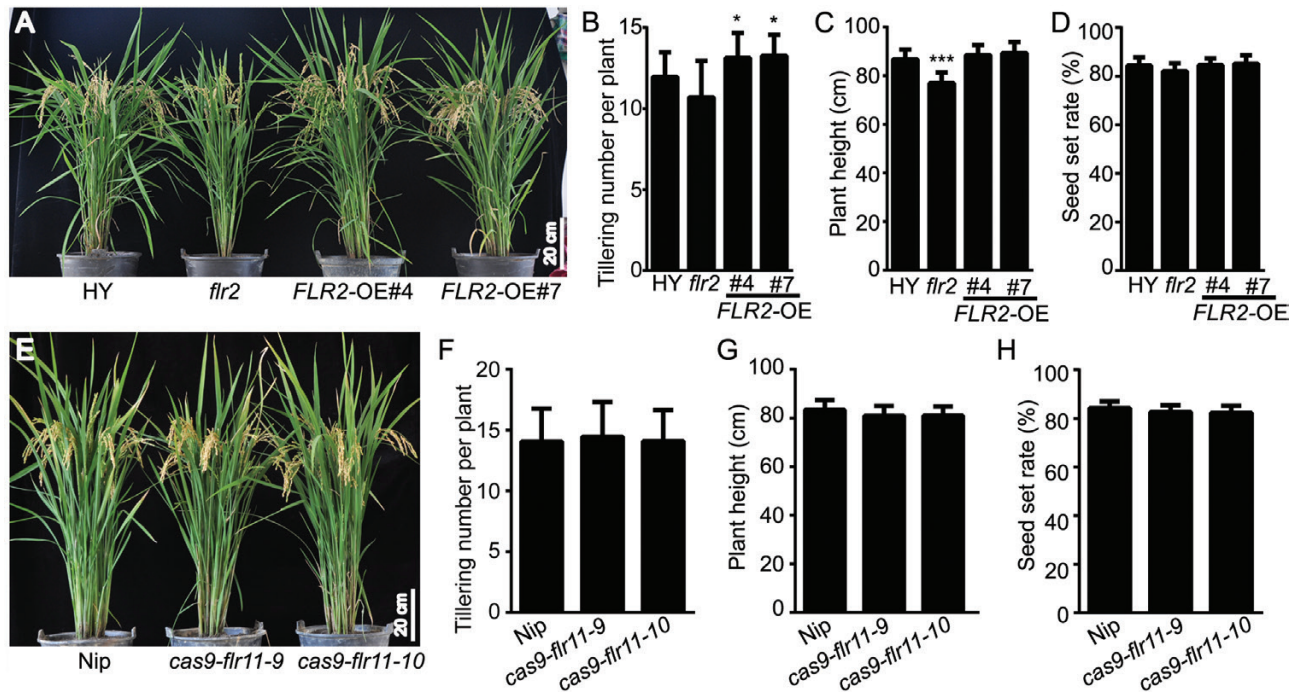 A
20 cm
HY flr2 FLR2-OE#4 FLR2-OE#7
B
Tillering number per plant
15
10
5
0
* *
HY flr2 #4 #7
FLR2-OE
C
Plant height (cm)
100
80
60
40
20
0
***
HY flr2 #4 #7
FLR2-OE
D
Seed set rate (%)
100
80
60
40
20
0
HY flr2 #4 #7
FLR2-OE
E
20 cm
Nip cas9-flr11-9 cas9-flr11-10
F
Tillering number per plant
20
15
10
5
0
Nip
cas9-flr11-9
cas9-flr11-10
G
Plant height (cm)
100
80
60
40
20
0
Nip
cas9-flr11-9
cas9-flr11-10
H
Seed set rate (%)
100
80
60
40
20
0
Nip
cas9-flr11-9
cas9-flr11-10